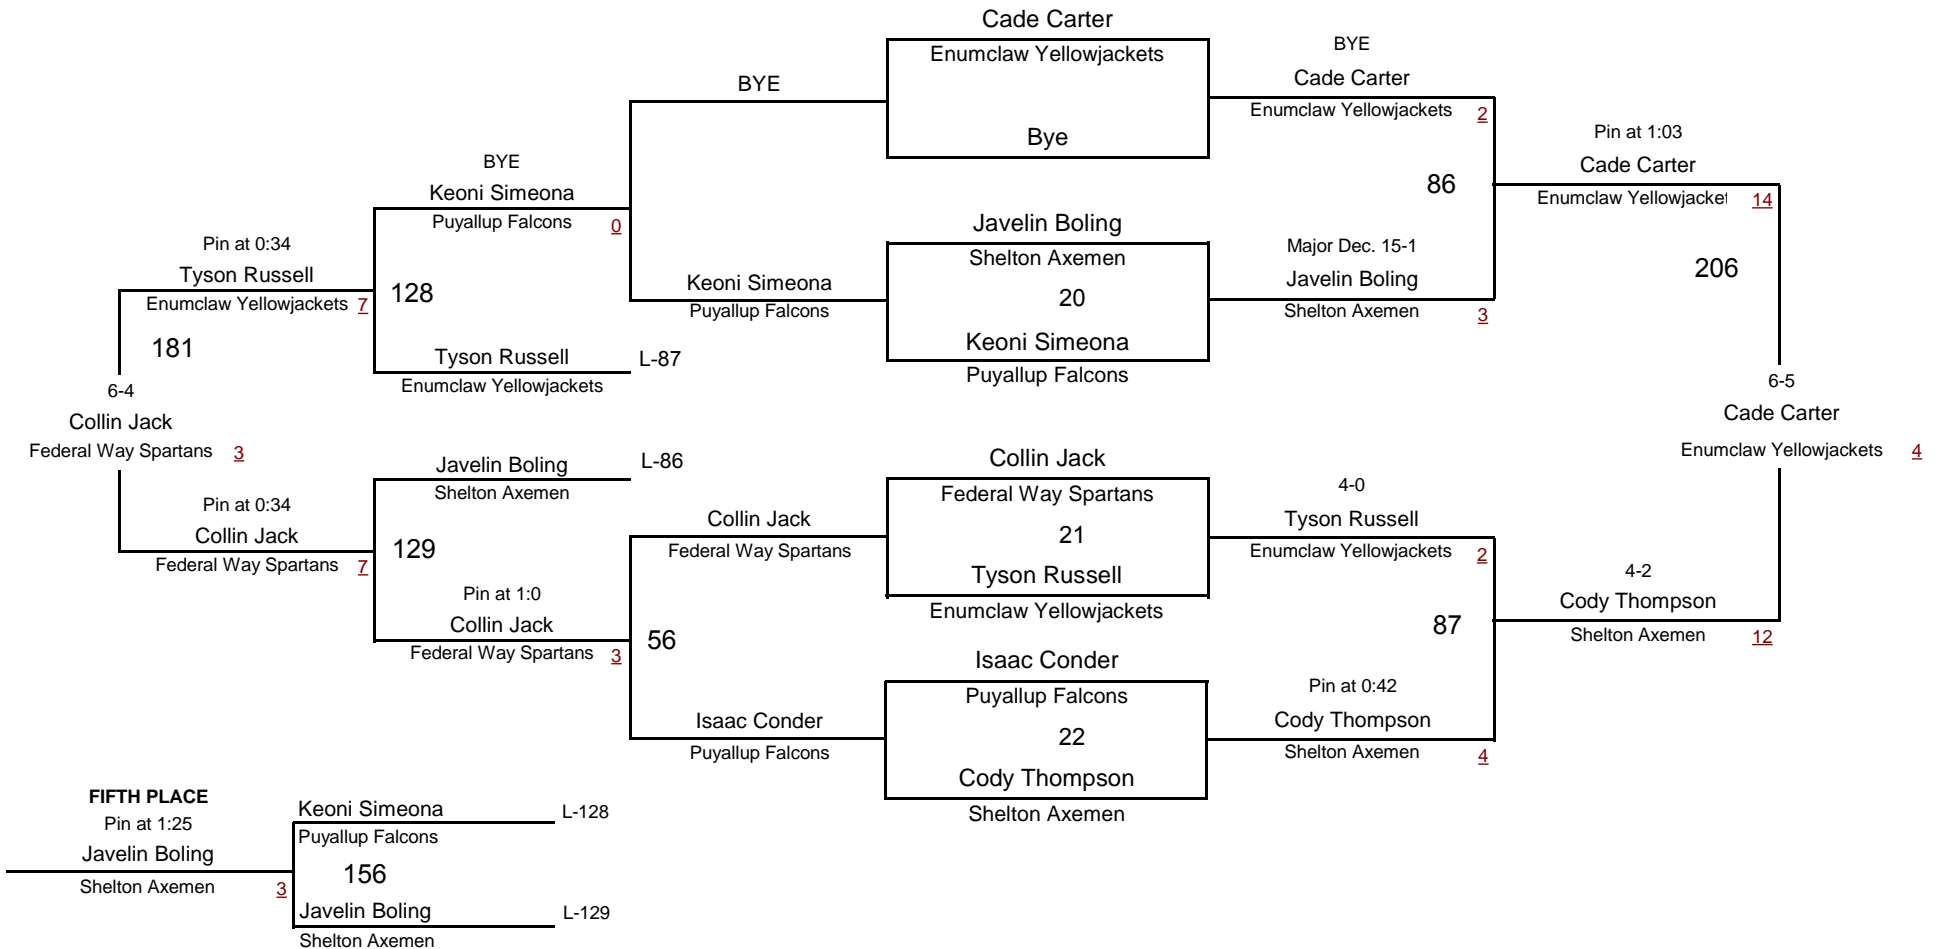 Cade Carter
Enumclaw Yellowjackets
Bye
BYE
Cade Carter
Enumclaw Yellowjackets 2
BYE
BYE
Keoni Simeona
Puyallup Falcons 0
Pin at 1:03
Cade Carter
Enumclaw Yellowjacket 14
86
Javelin Boling
Shelton Axemen
20
Keoni Simeona
Puyallup Falcons
Major Dec. 15-1
Javelin Boling
Shelton Axemen 3
Keoni Simeona
Puyallup Falcons
206
Pin at 0:34
Tyson Russell
Enumclaw Yellowjackets 7
128
181
Tyson Russell L-87
Enumclaw Yellowjackets
6-4
Collin Jack
Federal Way Spartans 3
6-5
Cade Carter
Enumclaw Yellowjackets 4
Javelin Boling L-86
Shelton Axemen
Collin Jack
Federal Way Spartans
21
Tyson Russell
Enumclaw Yellowjackets
4-0
Tyson Russell
Enumclaw Yellowjackets 2
Collin Jack
Federal Way Spartans
Pin at 0:34
Collin Jack
Federal Way Spartans 7
129
Pin at 1:0
Collin Jack
Federal Way Spartans 3
56
87
4-2
Cody Thompson
Shelton Axemen 12
Isaac Conder
Puyallup Falcons
22
Cody Thompson
Shelton Axemen
Pin at 0:42
Cody Thompson
Shelton Axemen 4
Isaac Conder
Puyallup Falcons
FIFTH PLACE
Pin at 1:25
Javelin Boling
Shelton Axemen 3
Keoni Simeona L-128
Puyallup Falcons
156
Javelin Boling L-129
Shelton Axemen